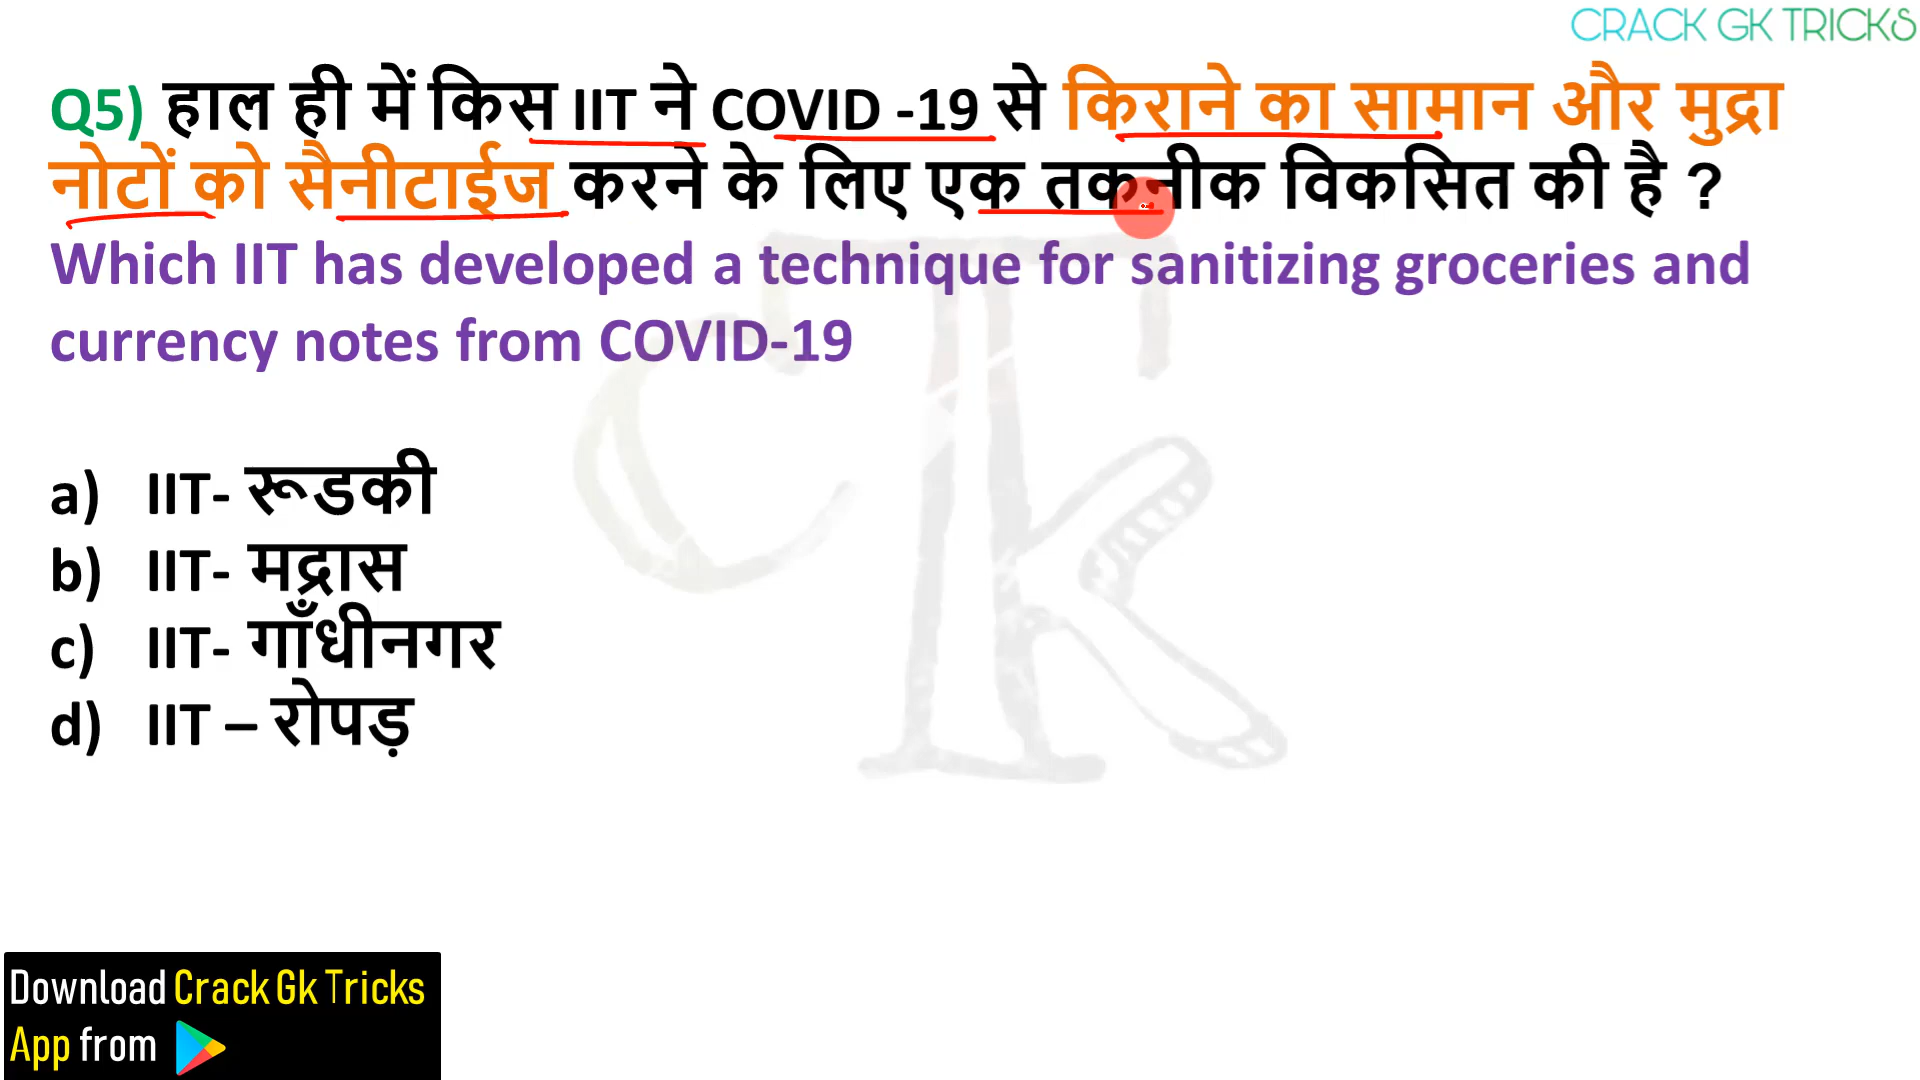 CRACK GK TRICKS
Q5) हाल ही में किस IIT ने COVID -19 से किराने का सामान और मुद्रा
नोटों को सैनीटाईज करने के लिए एक तकनीक विकसित की है ?
Which IIT has developed a technique for sanitizing groceries and
currency notes from COVID-19
a) IIT- रूडकी
b) IIT- मद्रास
c) IIT- गाँधीनगर
d) IIT – रोपड़
Download Crack Gk Tricks
App from